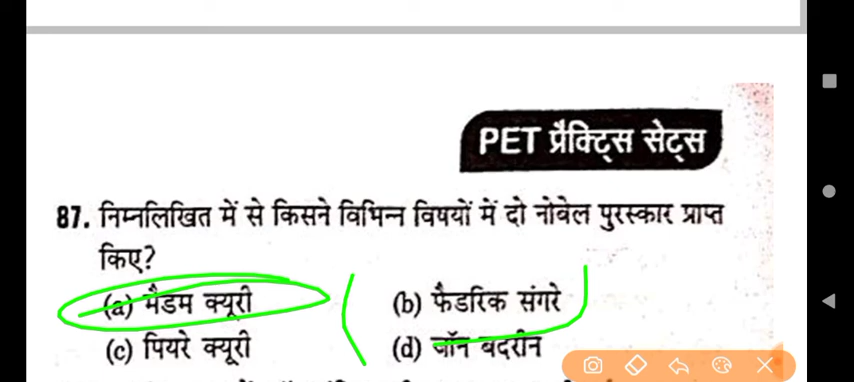 PET प्रैक्ट्सि सेट्स
87. निम्नलिखित में से किसने विभिन्न विषयों में दो नोबेल पुरस्कार प्राप्त
किए?
(a) मैडम क्यूरी (b) फैडरिक संगरे
(c) पियरे क्यूरी (d) जॉन बदरीन